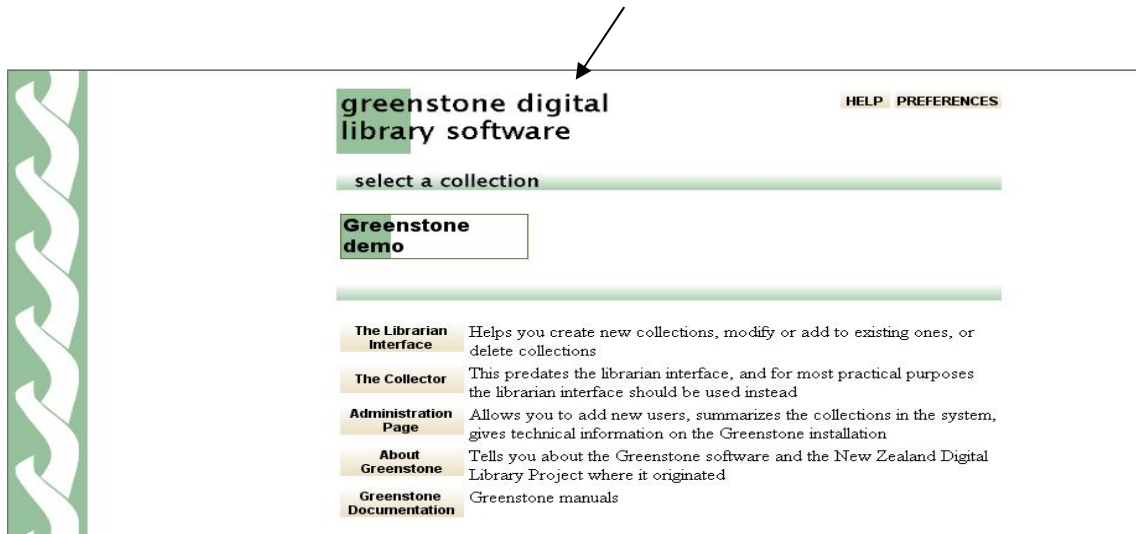 greenstone digital
library software
HELP PREFERENCES
select a collection
Greenstone
demo
The Librarian
Interface
Helps you create new collections, modify or add to existing ones, or
delete collections
The Collector
This predates the librarian interface, and for most practical purposes
the librarian interface should be used instead
Administration
Page
Allows you to add new users, summarizes the collections in the system,
gives technical information on the Greenstone installation
About
Greenstone
Tells you about the Greenstone software and the New Zealand Digital
Library Project where it originated
Greenstone
Documentation
Greenstone manuals